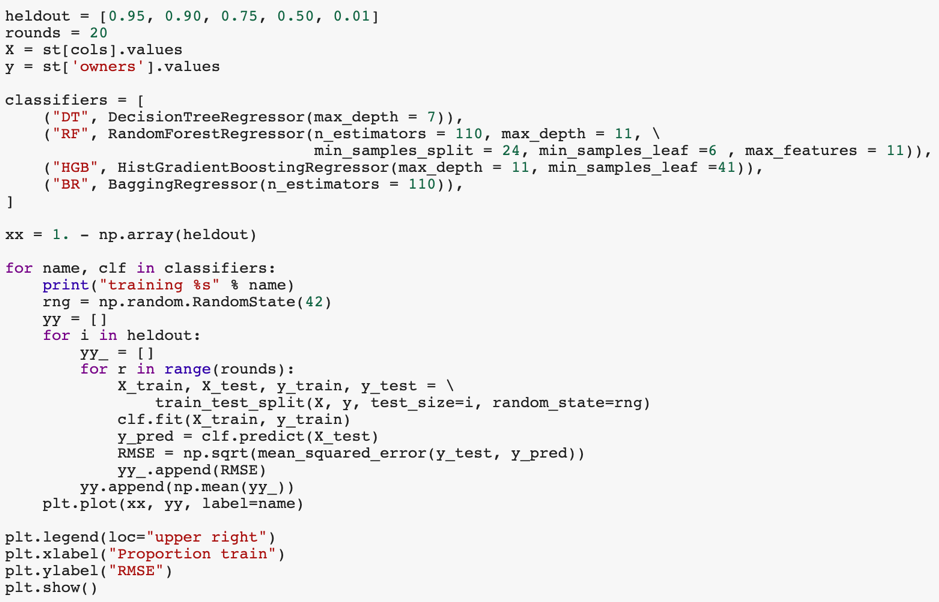 heldout = [0.95, 0.90, 0.75, 0.50, 0.01]
rounds = 20
X = st[cols].values
y = st['owners'].values

classifiers = [
    ("DT", DecisionTreeRegressor(max_depth = 7)),
    ("RF", RandomForestRegressor(n_estimators = 110, max_depth = 11, \
                                 min_samples_split = 24, min_samples_leaf =6 , max_features = 11)),
    ("HGB", HistGradientBoostingRegressor(max_depth = 11, min_samples_leaf =41)),
    ("BR", BaggingRegressor(n_estimators = 110)),
]

xx = 1. - np.array(heldout)

for name, clf in classifiers:
    print("training %s" % name)
    rng = np.random.RandomState(42)
    yy = []
    for i in heldout:
        yy_ = []
        for r in range(rounds):
            X_train, X_test, y_train, y_test = \
                train_test_split(X, y, test_size=i, random_state=rng)
            clf.fit(X_train, y_train)
            y_pred = clf.predict(X_test)
            RMSE = np.sqrt(mean_squared_error(y_test, y_pred))
            yy_.append(RMSE)
        yy.append(np.mean(yy_))
    plt.plot(xx, yy, label=name)

plt.legend(loc="upper right")
plt.xlabel("Proportion train")
plt.ylabel("RMSE")
plt.show()